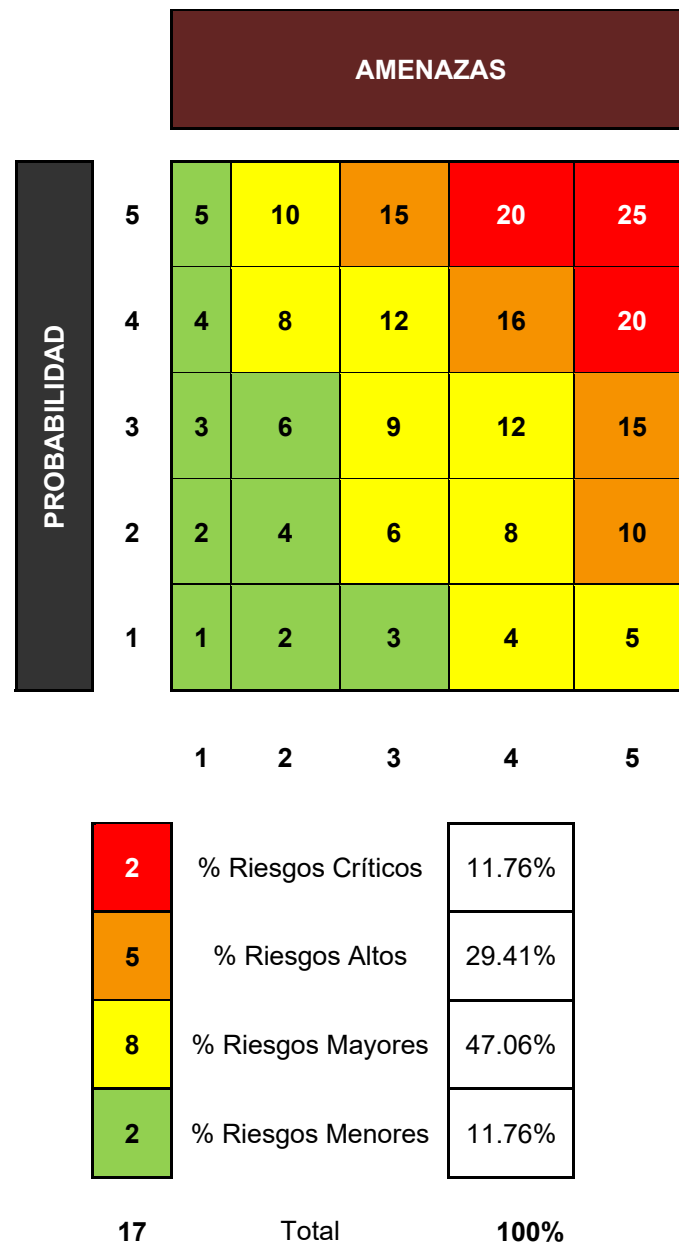 AMENAZAS
PROBABILIDAD
5 5 10 15 20 25
4 4 8 12 16 20
3 3 6 9 12 15
2 2 4 6 8 10
1 1 2 3 4 5
1 2 3 4 5
2 % Riesgos Críticos 11.76%
5 % Riesgos Altos 29.41%
8 % Riesgos Mayores 47.06%
2 % Riesgos Menores 11.76%
17 Total 100%